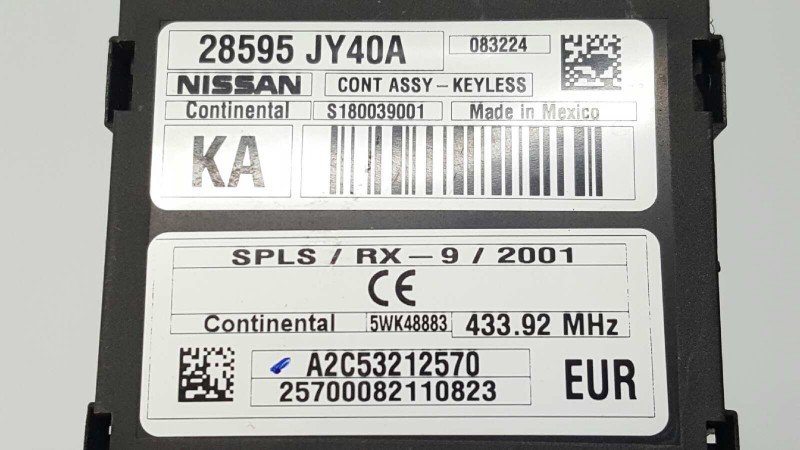 28595 JY40A 083224
NISSAN CONT ASSY-KEYLESS
Continental S180039001 Made in Mexico
KA
SPLS / RX-9 / 2001
CE
Continental 5WK48883 433.92 MHz
A2C53212570
25700082110823 EUR